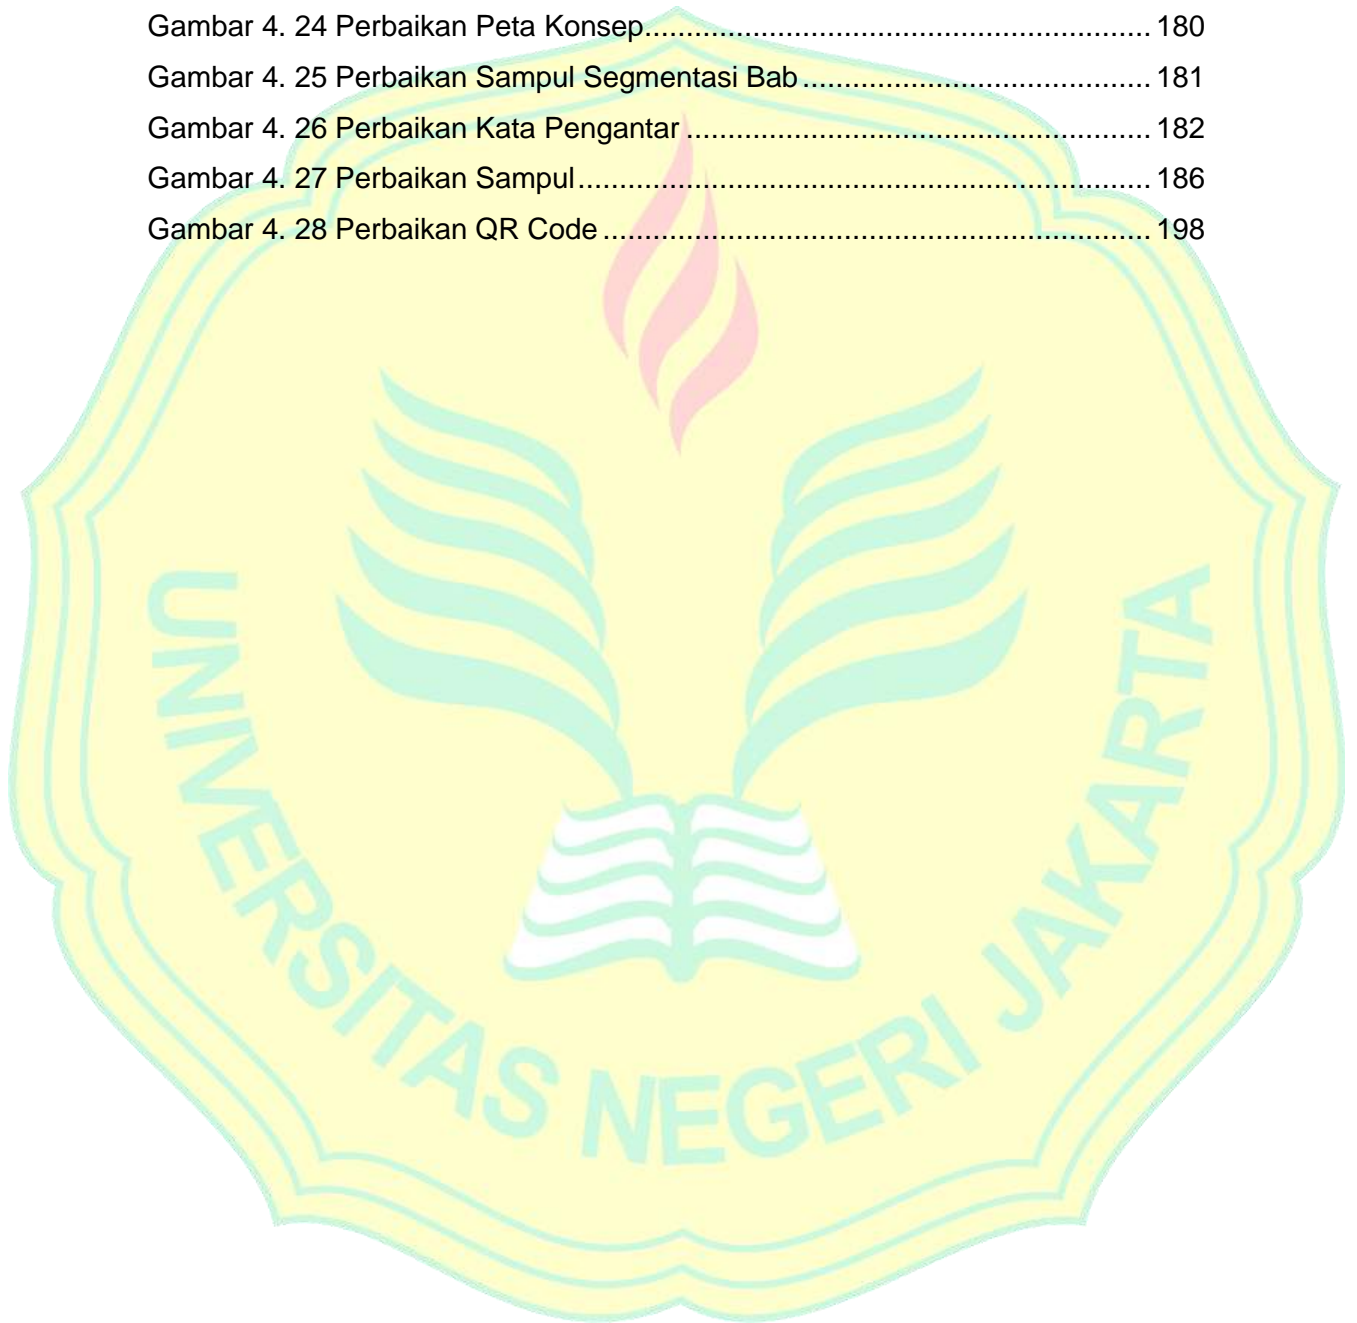 Gambar 4. 24 Perbaikan Peta Konsep............................................................. 180
Gambar 4. 25 Perbaikan Sampul Segmentasi Bab.......................................... 181
Gambar 4. 26 Perbaikan Kata Pengantar........................................................ 182
Gambar 4. 27 Perbaikan Sampul..................................................................... 186
Gambar 4. 28 Perbaikan QR Code.................................................................. 198
UNIVERSITAS NEGERI JAKARTA